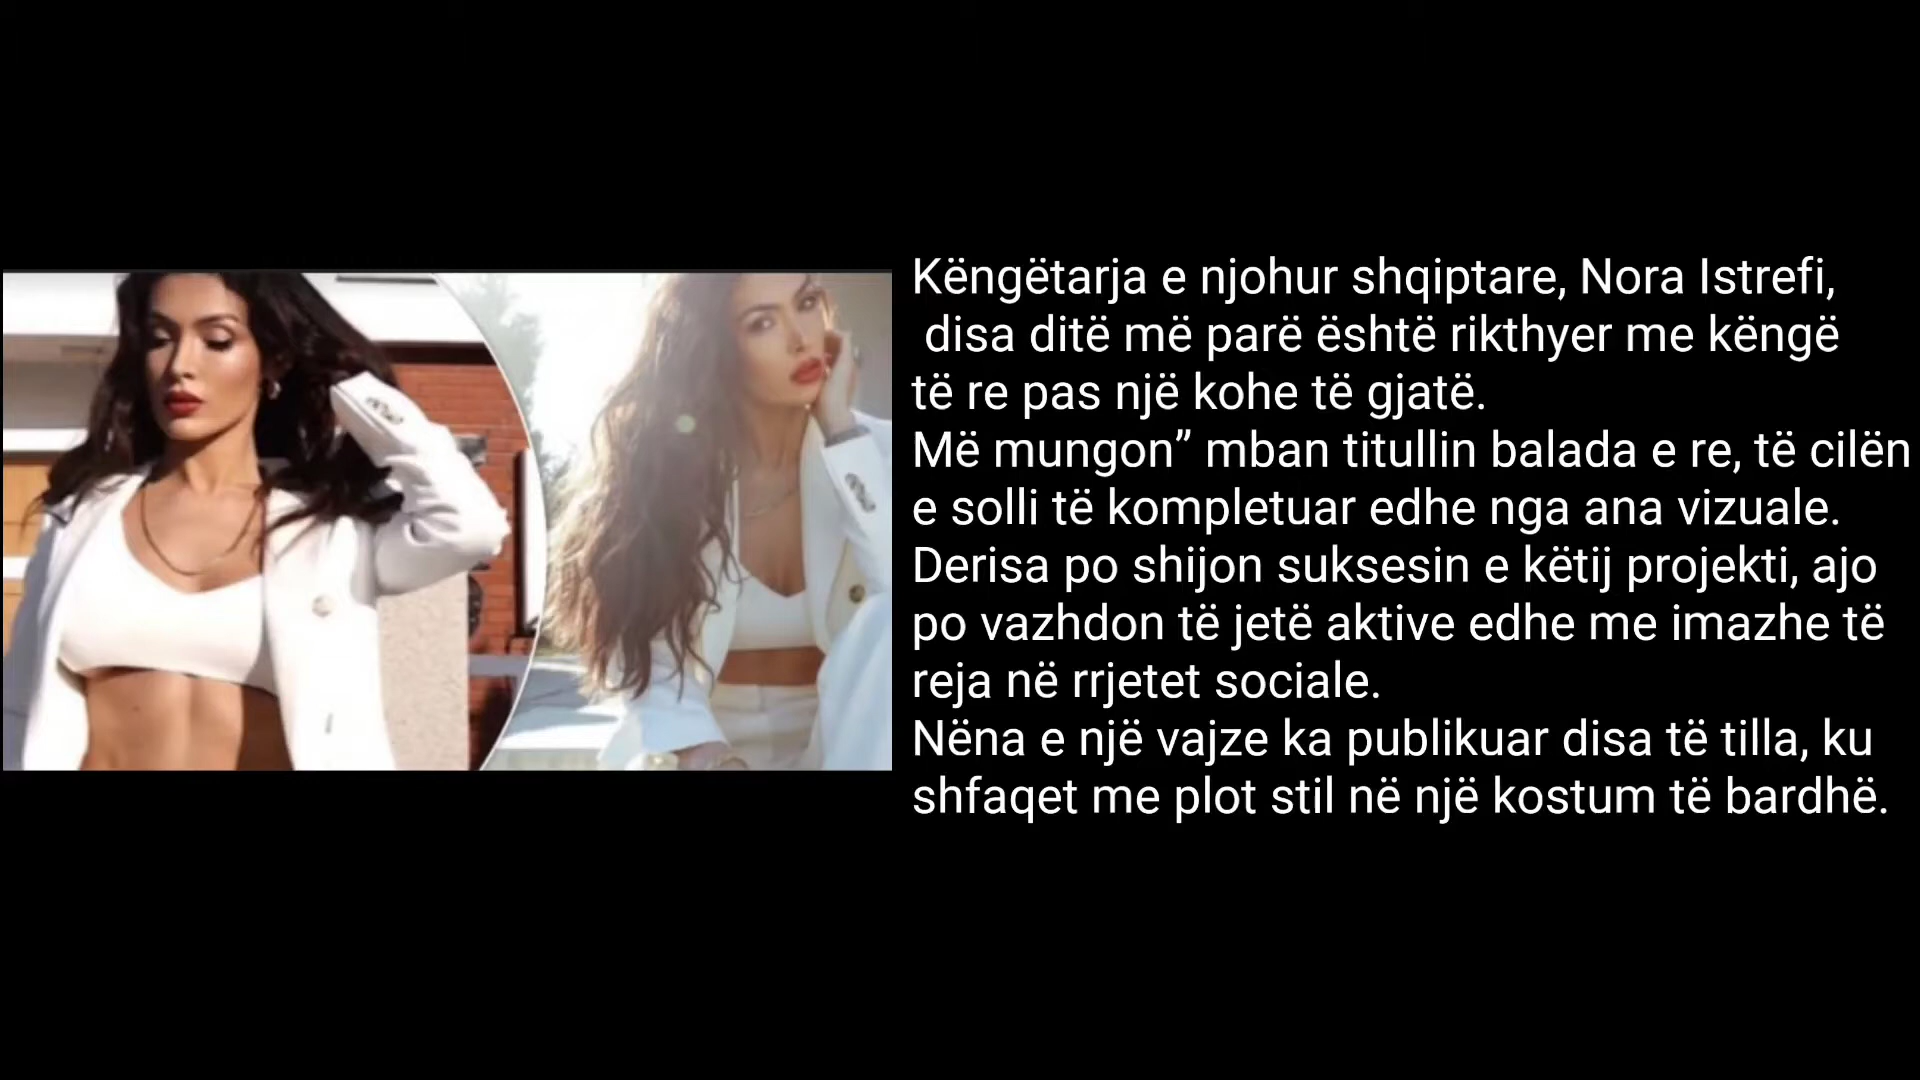 Këngëtarja e njohur shqiptare, Nora Istrefi,
disa ditë më parë është rikthyer me këngë
të re pas një kohe të gjatë.
Më mungon” mban titullin balada e re, të cilën
e solli të kompletuar edhe nga ana vizuale.
Derisa po shijon suksesin e këtij projekti, ajo
po vazhdon të jetë aktive edhe me imazhe të
reja në rrjetet sociale.
Nëna e një vajze ka publikuar disa të tilla, ku
shfaqet me plot stil në një kostum të bardhë.